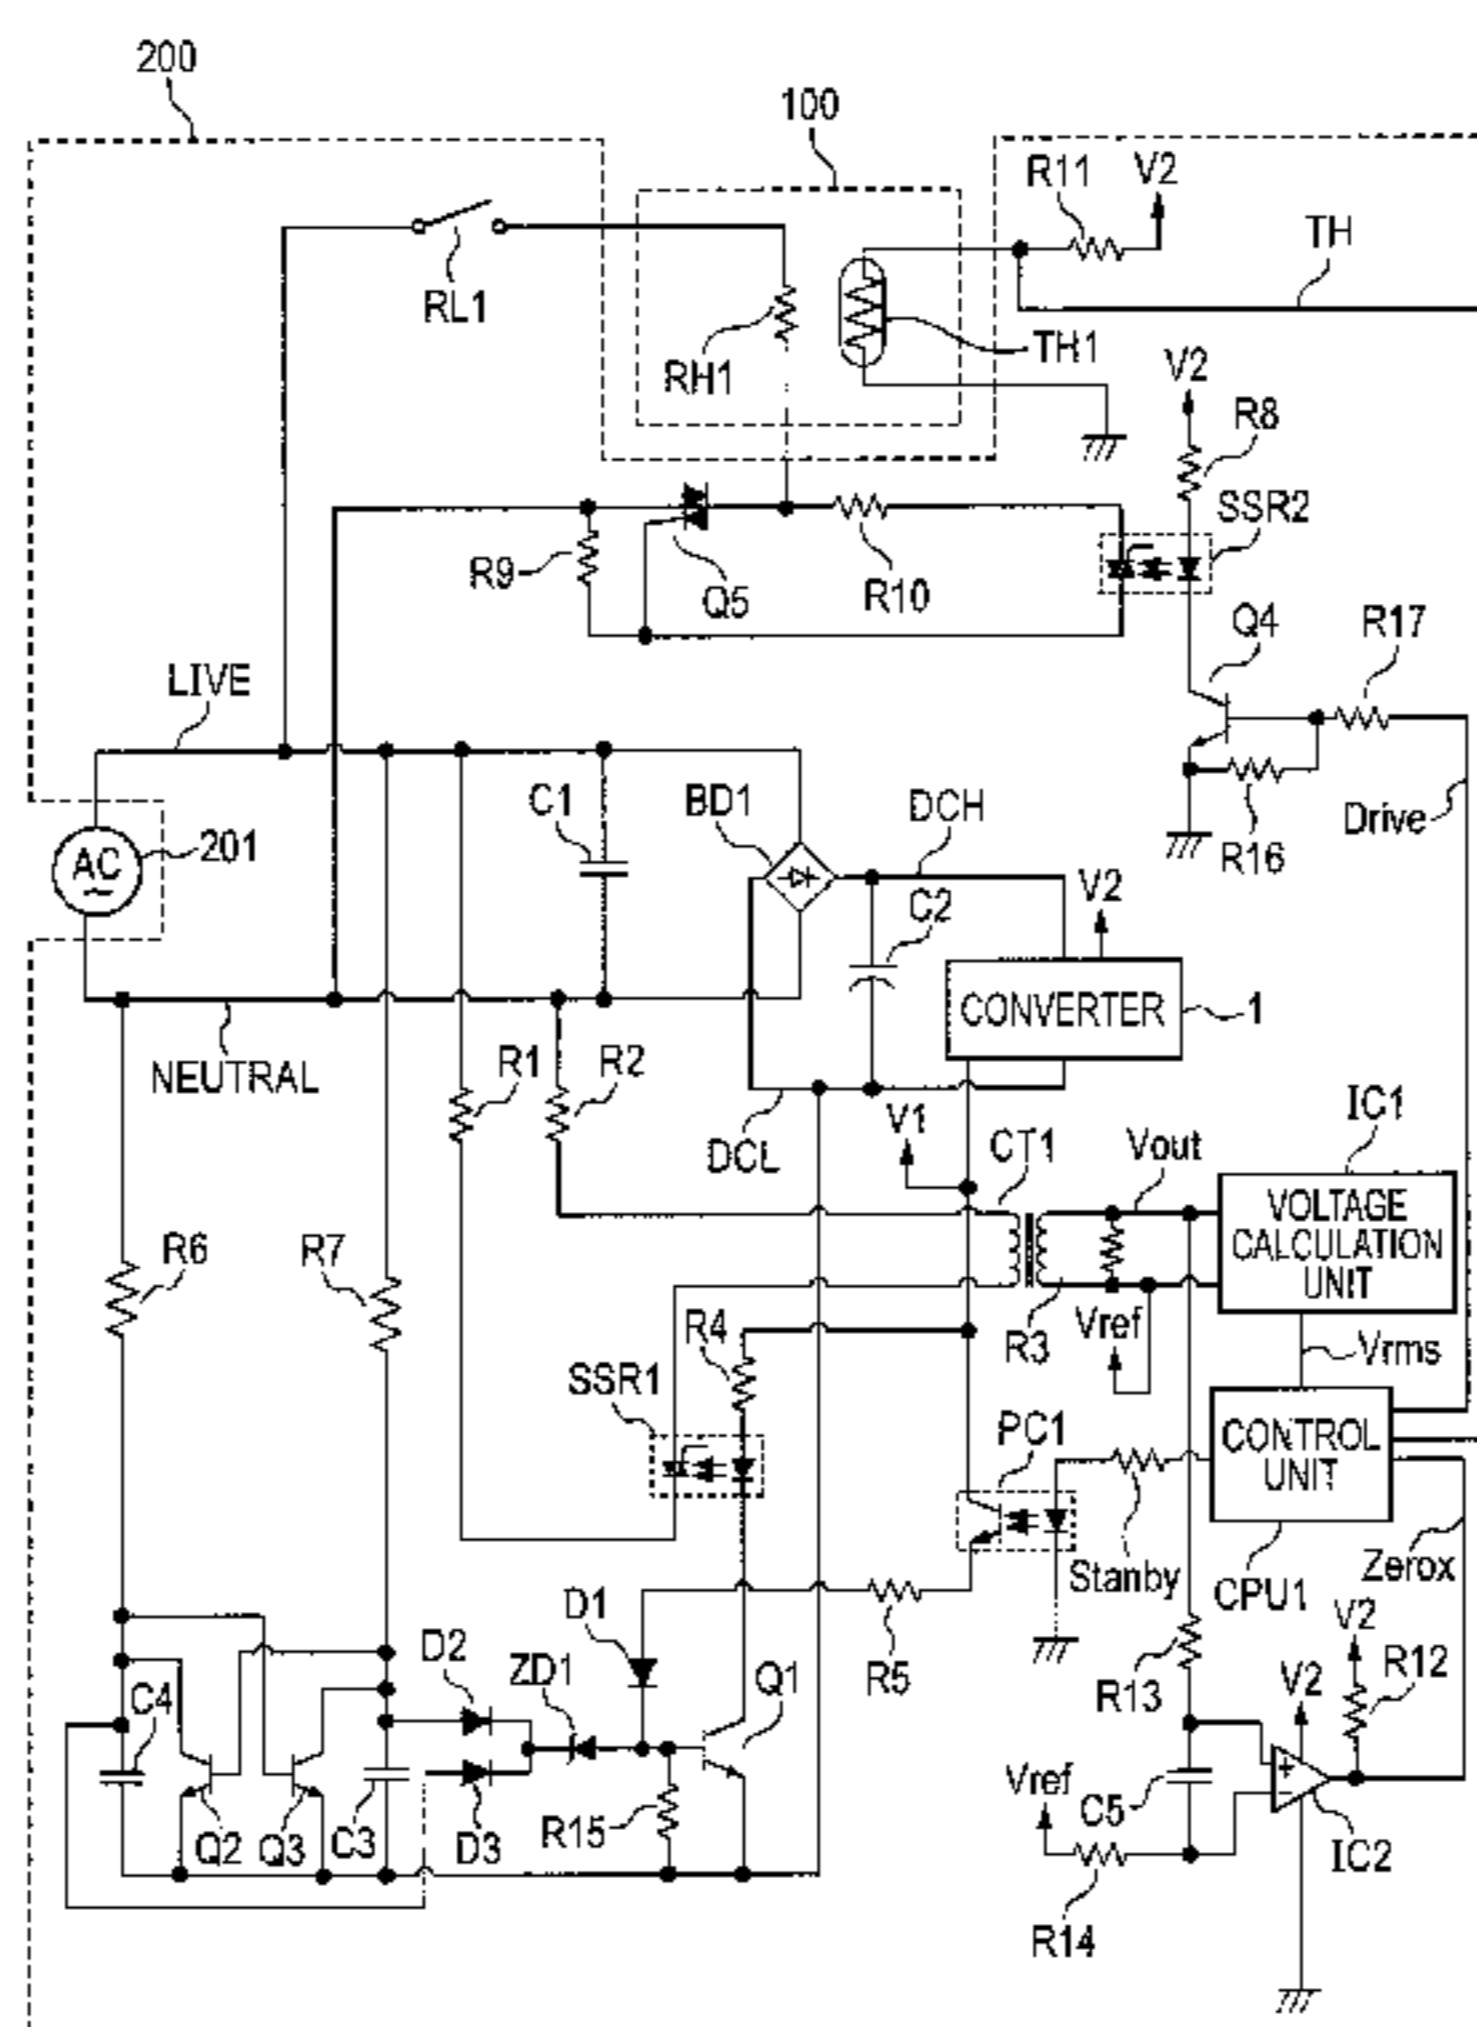 200
100
R11
V2
TH
RL1
RH1
TH1
V2
R8
SSR2
R9
Q5
R10
Q4
R17
LIVE
C1
BD1
DCH
Drive
AC
201
R16
C2
V2
CONVERTER
1
NEUTRAL
R1
R2
DCL
V1
CT1
Vout
IC1
VOLTAGE
CALCULATION
UNIT
R6
R7
R4
R3
Vref
Vrms
SSR1
PC1
CONTROL
UNIT
Stanby
CPU1
Zerox
D1
R5
V2
D2
ZD1
Q1
R13
V2
R12
C4
Vref
C5
Q2
Q3
C3
D3
R15
IC2
R14